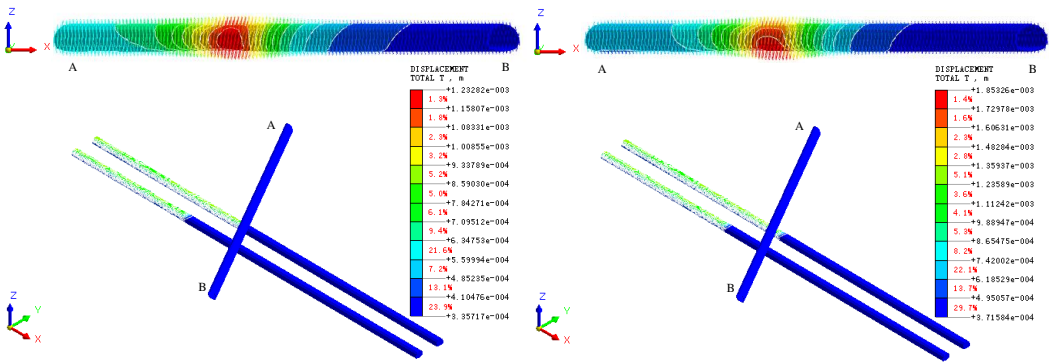 Z
X
A
B
DISPLACEMENT
TOTAL T , m
+1.23282e-003
1.3%
+1.15807e-003
1.8%
+1.08331e-003
2.3%
+1.00855e-003
3.2%
+9.33789e-004
5.2%
+8.59030e-004
5.0%
+7.84271e-004
6.1%
+7.09512e-004
9.4%
+6.34753e-004
21.6%
+5.59994e-004
7.2%
+4.85235e-004
13.1%
+4.10476e-004
23.9%
+3.35717e-004
A
B
Z
Y
X
Z
X
A
B
DISPLACEMENT
TOTAL T , m
+1.85326e-003
1.4%
+1.72978e-003
1.6%
+1.60631e-003
2.3%
+1.48284e-003
2.8%
+1.35937e-003
5.1%
+1.23589e-003
3.6%
+1.11242e-003
4.1%
+9.88947e-004
5.3%
+8.65475e-004
8.2%
+7.42002e-004
22.1%
+6.18529e-004
13.7%
+4.95057e-004
29.7%
+3.71584e-004
A
B
Z
Y
X